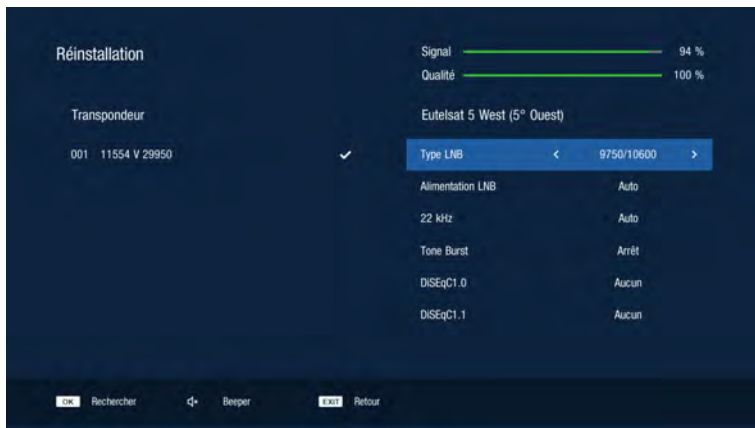 Réinstallation
Signal 94 %
Qualité 100 %
Transpondeur
Eutelsat 5 West (5° Ouest)
001 11554 V 29950
Type LNB < 9750/10600 >
Alimentation LNB Auto
22 kHz Auto
Tone Burst Arrêt
DiSEqC1.0 Aucun
DiSEqC1.1 Aucun
OK Rechercher Beeper EXIT Retour